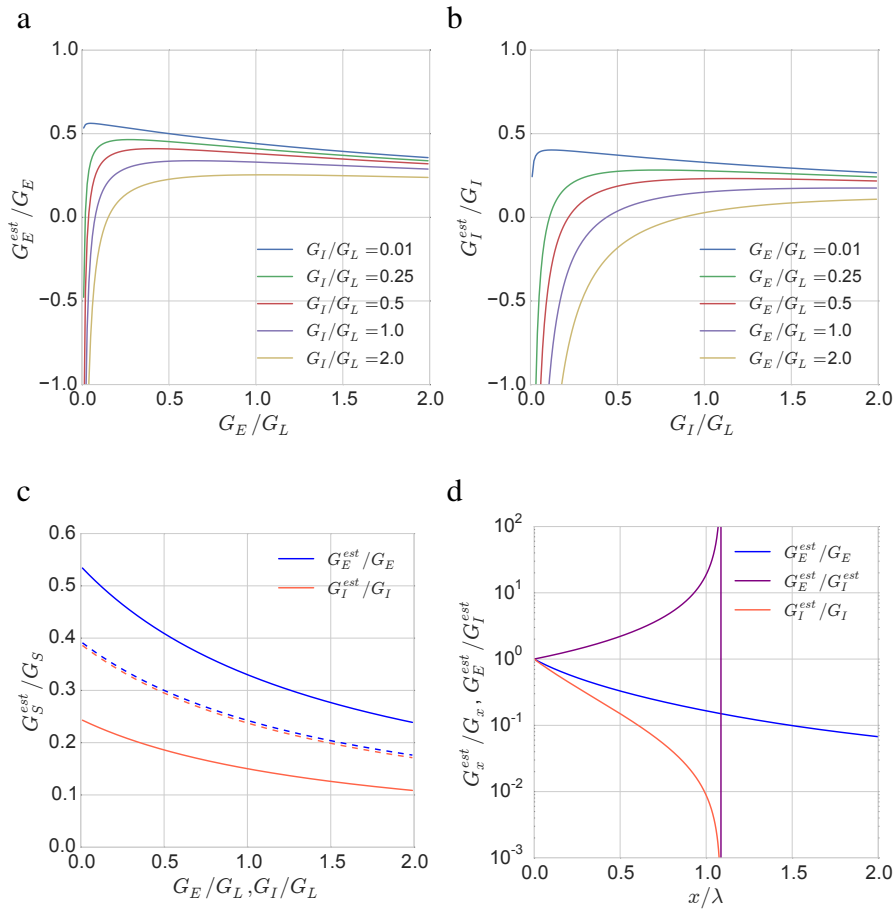 a
1.0
0.5
0.0
−0.5
−1.0
G_E^{est}/G_E
G_I/G_L = 0.01
G_I/G_L = 0.25
G_I/G_L = 0.5
G_I/G_L = 1.0
G_I/G_L = 2.0
0.0 0.5 1.0 1.5 2.0
G_E/G_L
b
1.0
0.5
0.0
−0.5
−1.0
G_I^{est}/G_I
G_E/G_L = 0.01
G_E/G_L = 0.25
G_E/G_L = 0.5
G_E/G_L = 1.0
G_E/G_L = 2.0
0.0 0.5 1.0 1.5 2.0
G_I/G_L
c
0.6
0.5
0.4
0.3
0.2
0.1
0.0
G_S^{est}/G_S
G_E^{est}/G_E
G_I^{est}/G_I
0.0 0.5 1.0 1.5 2.0
G_E/G_L, G_I/G_L
d
10^2
10^1
10^0
10^{-1}
10^{-2}
10^{-3}
G_x^{est}/G_x, G_E^{est}/G_I^{est}
G_E^{est}/G_E
G_E^{est}/G_I^{est}
G_I^{est}/G_I
0.0 0.5 1.0 1.5 2.0
x/λ